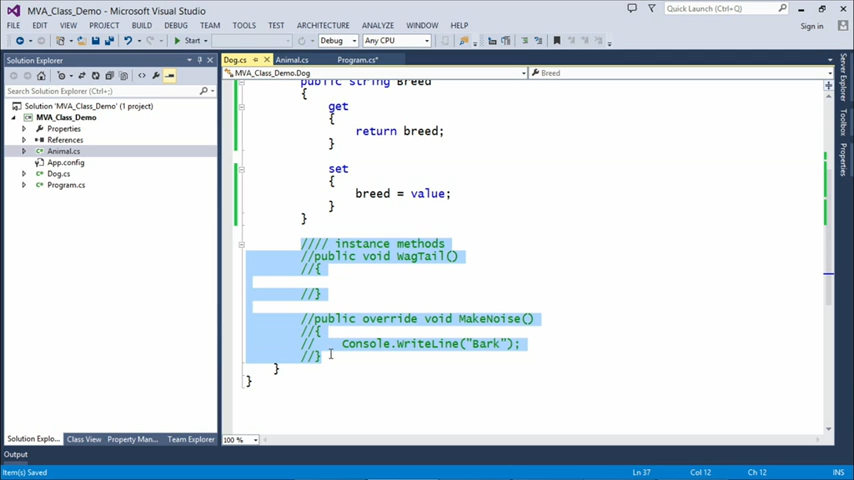 MVA_Class_Demo - Microsoft Visual Studio
Quick Launch (Ctrl+Q)
FILE EDIT VIEW PROJECT BUILD DEBUG TEAM TOOLS TEST ARCHITECTURE ANALYZE WINDOW HELP
Sign in
Start Debug Any CPU
Solution Explorer
Dog.cs Animal.cs Program.cs*
MVA_Class_Demo.Dog
Breed
Search Solution Explorer (Ctrl+;)
Solution 'MVA_Class_Demo' (1 project)
MVA_Class_Demo
Properties
References
Animal.cs
App.config
Dog.cs
Program.cs
public string Breed
{
get
{
return breed;
}
set
{
breed = value;
}
}
//// instance methods
//public void WagTail()
//{
//}
//public override void MakeNoise()
//{
// Console.WriteLine("Bark");
//}
}
}
Server Explorer
Toolbox
Properties
100 %
Solution Explo... Class View Property Man... Team Explorer
Output
Item(s) Saved
Ln 37 Col 12 Ch 12 INS